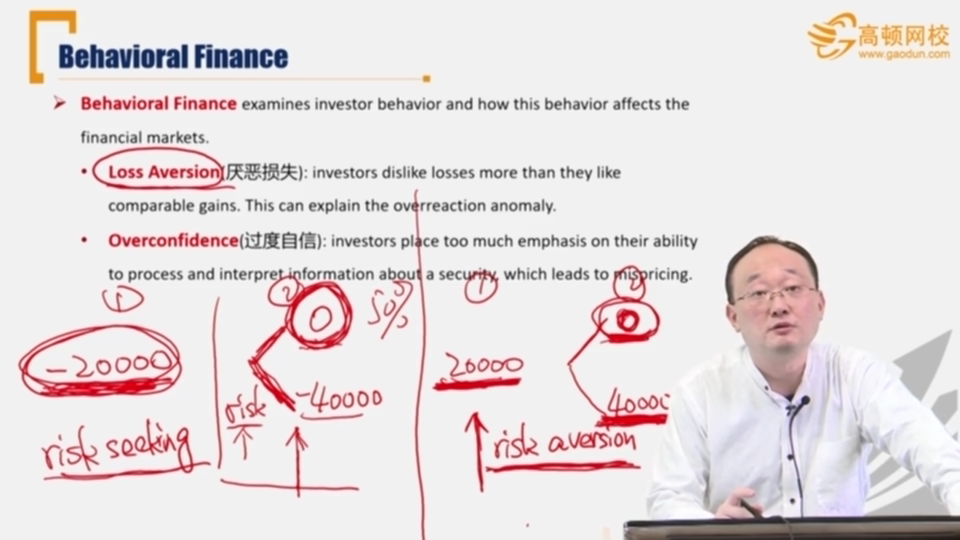 Behavioral Finance
高顿网校
www.gaodun.com
Behavioral Finance examines investor behavior and how this behavior affects the
financial markets.
Loss Aversion(厌恶损失): investors dislike losses more than they like
comparable gains. This can explain the overreaction anomaly.
Overconfidence(过度自信): investors place too much emphasis on their ability
to process and interpret information about a security, which leads to mispricing.
① ② 0 50% ① ② 0
-20000 -40000 20000 40000
risk
risk seeking risk aversion